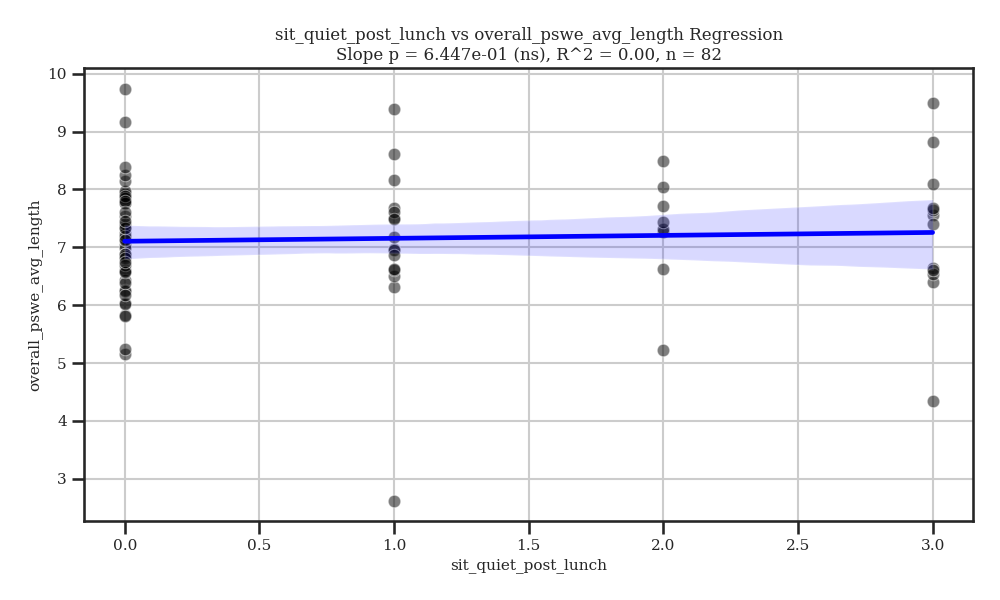 sit_quiet_post_lunch vs overall_pswe_avg_length Regression
Slope p = 6.447e-01 (ns), R^2 = 0.00, n = 82
overall_pswe_avg_length
10
9
8
7
6
5
4
3
0.0 0.5 1.0 1.5 2.0 2.5 3.0
sit_quiet_post_lunch